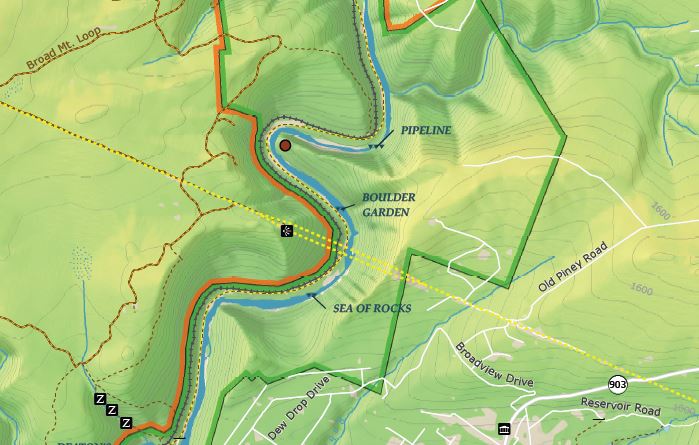 Broad Mt. Loop
PIPELINE
BOULDER
GARDEN
1600
Old Piney Road
1600
SEA OF ROCKS
Broadview Drive
903
Dew Drop Drive
Reservoir Road
Z
Z
Z